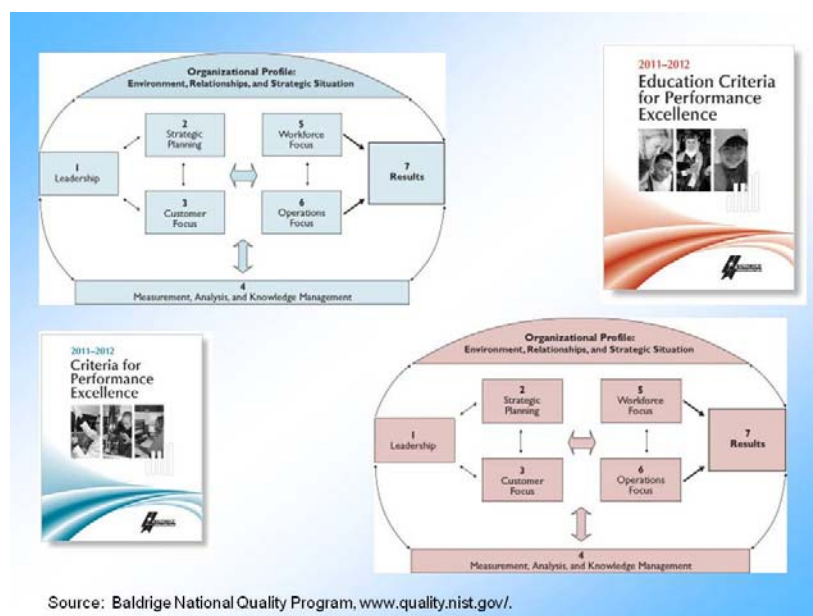 Organizational Profile:
Environment, Relationships, and Strategic Situation
2
Strategic
Planning
5
Workforce
Focus
1
Leadership
7
Results
3
Customer
Focus
6
Operations
Focus
4
Measurement, Analysis, and Knowledge Management
2011–2012
Education Criteria
for Performance
Excellence
2011–2012
Criteria for
Performance
Excellence
Organizational Profile:
Environment, Relationships, and Strategic Situation
2
Strategic
Planning
5
Workforce
Focus
1
Leadership
7
Results
3
Customer
Focus
6
Operations
Focus
4
Measurement, Analysis, and Knowledge Management
Source: Baldrige National Quality Program, www.quality.nist.gov/.